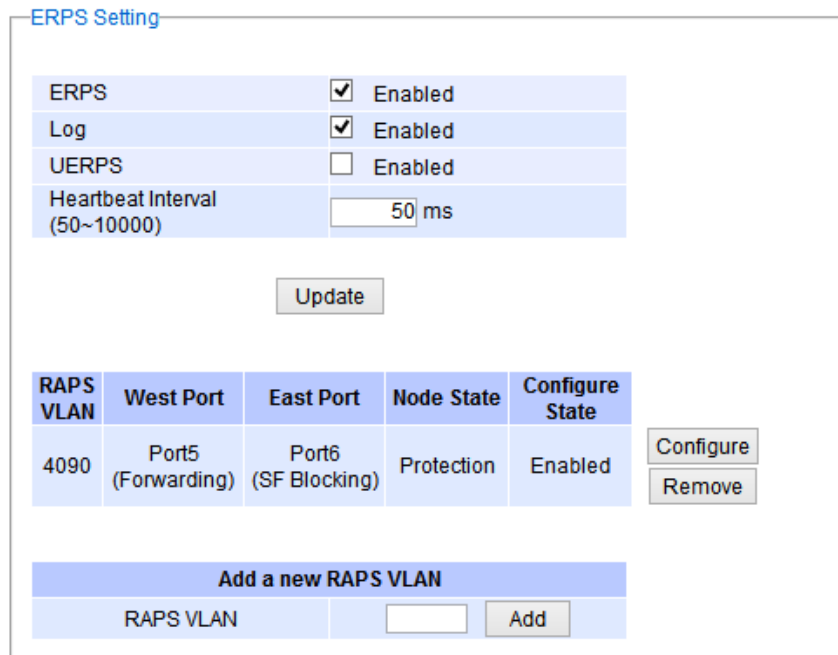 ERPS Setting
ERPS Enabled
Log Enabled
UERPS Enabled
Heartbeat Interval
(50~10000) 50 ms
Update
RAPS VLAN West Port East Port Node State Configure State
4090 Port5 (Forwarding) Port6 (SF Blocking) Protection Enabled
Configure
Remove
Add a new RAPS VLAN
RAPS VLAN Add